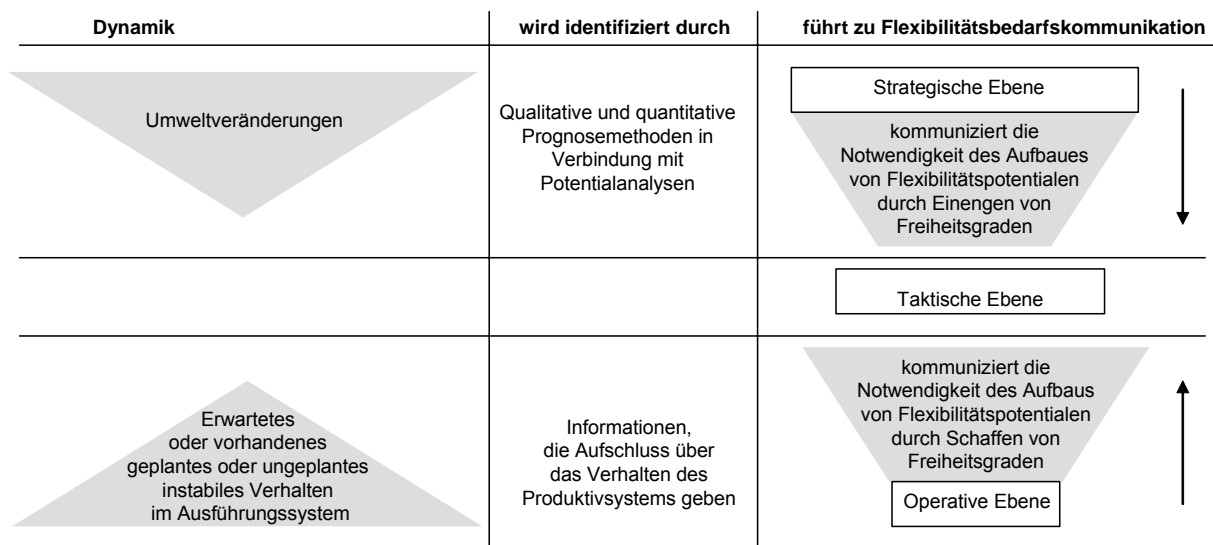 Dynamik
wird identifiziert durch
führt zu Flexibilitätsbedarfskommunikation
Umweltveränderungen
Qualitative und quantitative
Prognosemethoden in
Verbindung mit
Potentialanalysen
Strategische Ebene
kommuniziert die
Notwendigkeit des Aufbaues
von Flexibilitätspotentialen
durch Einengen von
Freiheitsgraden
Taktische Ebene
Erwartetes
oder vorhandenes
geplantes oder ungeplantes
instabiles Verhalten
im Ausführungssystem
Informationen,
die Aufschluss über
das Verhalten des
Produktivsystems geben
kommuniziert die
Notwendigkeit des Aufbaus
von Flexibilitätspotentialen
durch Schaffen von
Freiheitsgraden
Operative Ebene